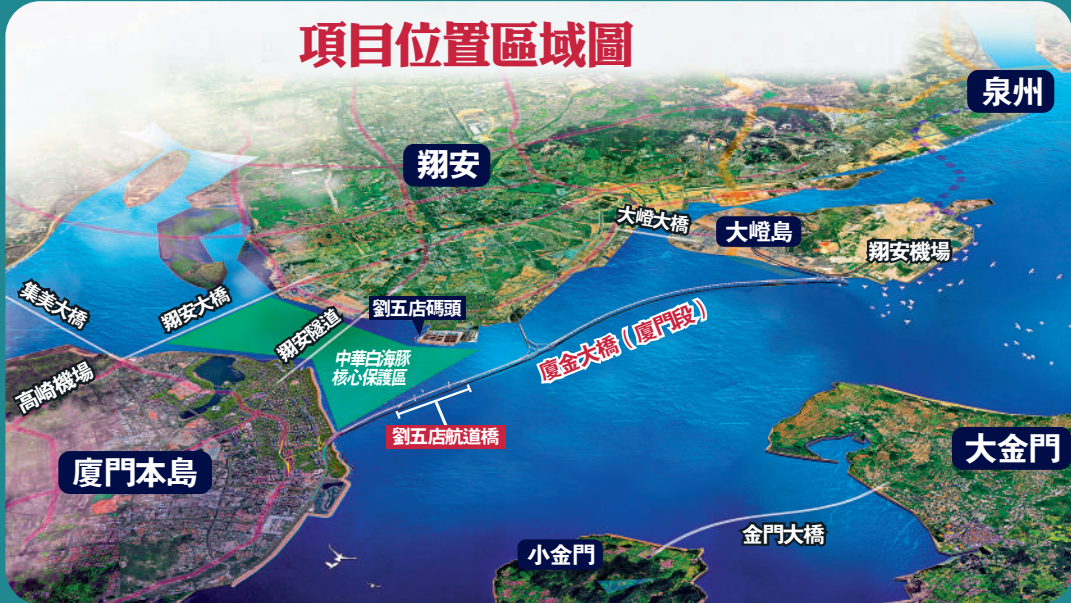 項目位置區域圖
泉州
翔安
大嶝大橋
大嶝島
翔安機場
集美大橋
翔安大橋
劉五店碼頭
翔安隧道
中華白海豚
核心保護區
廈金大橋（廈門段）
高崎機場
劉五店航道橋
廈門本島
大金門
金門大橋
小金門